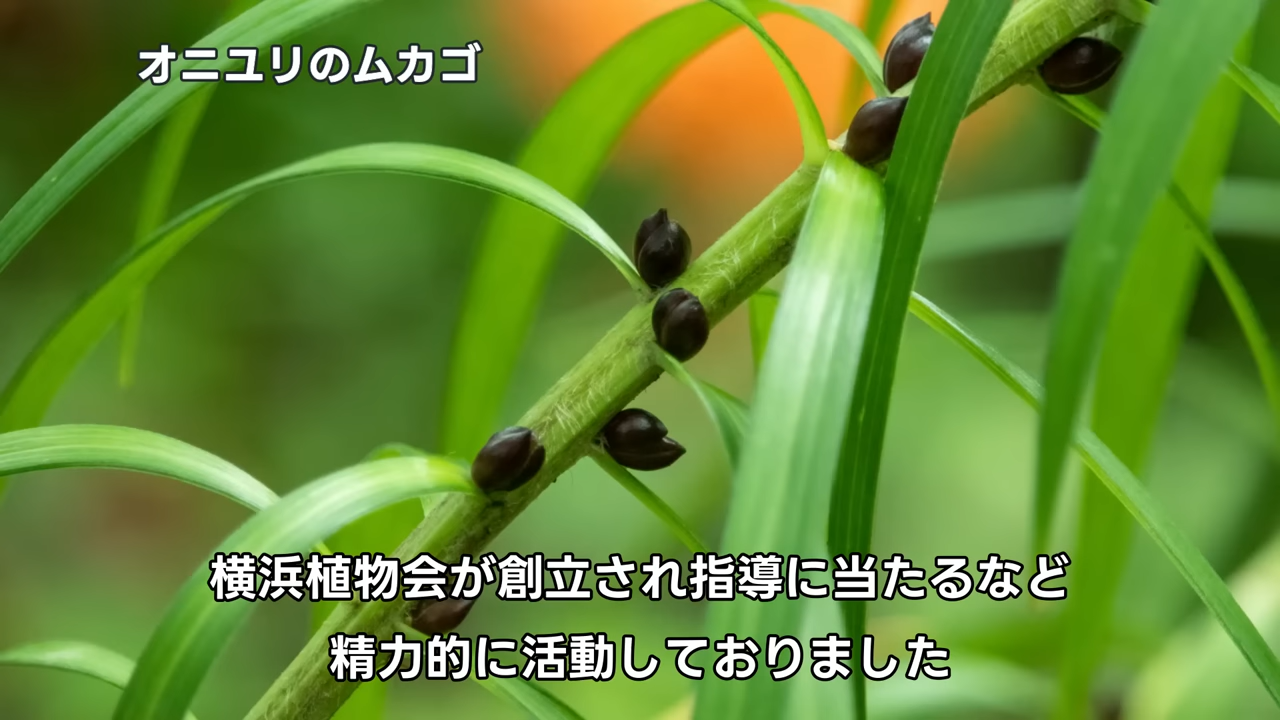 オニユリのムカゴ
横浜植物会が創立され指導に当たるなど
精力的に活動しておりました